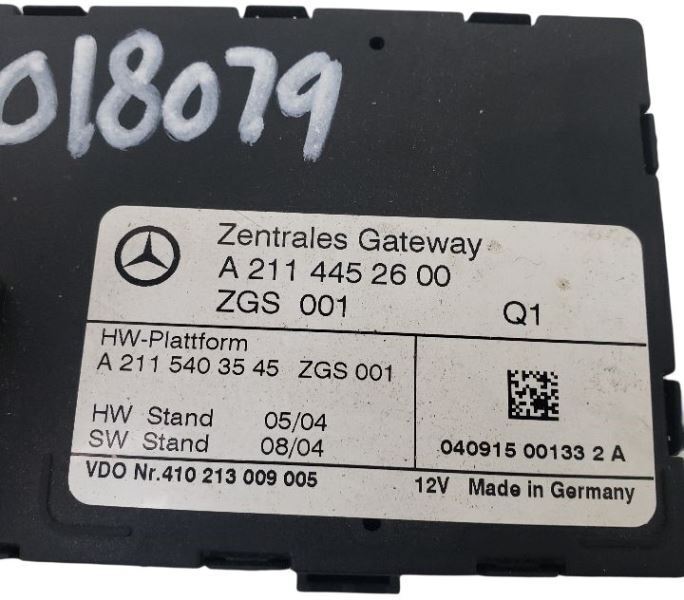 018079
Zentrales Gateway
A 211 445 26 00
ZGS 001 Q1
HW-Plattform
A 211 540 35 45 ZGS 001
HW Stand 05/04
SW Stand 08/04
040915 00133 2 A
VDO Nr.410 213 009 005
12V Made in Germany